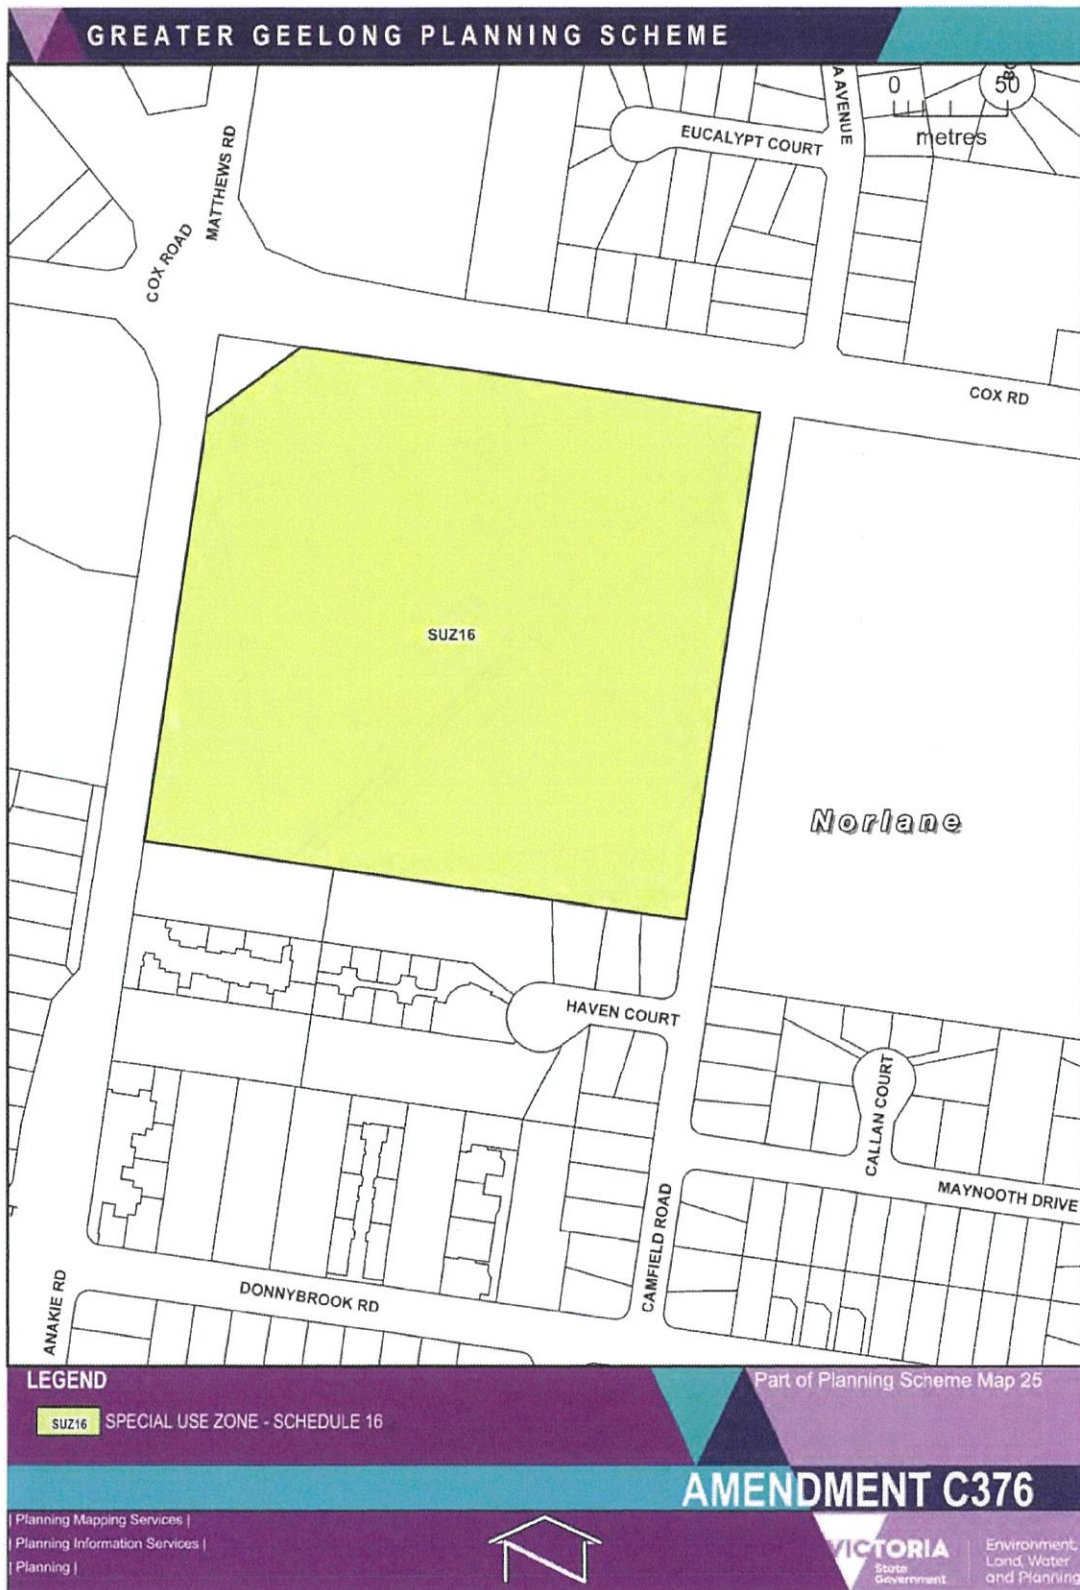 GREATER GEELONG PLANNING SCHEME
A AVENUE
0 50
metres
EUCALYPT COURT
MATTHEWS RD
COX ROAD
COX RD
SUZ16
Norlane
HAVEN COURT
CALLAN COURT
MAYNOOTH DRIVE
CAMFIELD ROAD
DONNYBROOK RD
ANAKIE RD
LEGEND
SUZ16 SPECIAL USE ZONE - SCHEDULE 16
Part of Planning Scheme Map 25
AMENDMENT C376
| Planning Mapping Services |
| Planning Information Services |
| Planning |
VICTORIA
State
Government
Environment,
Land, Water
and Planning